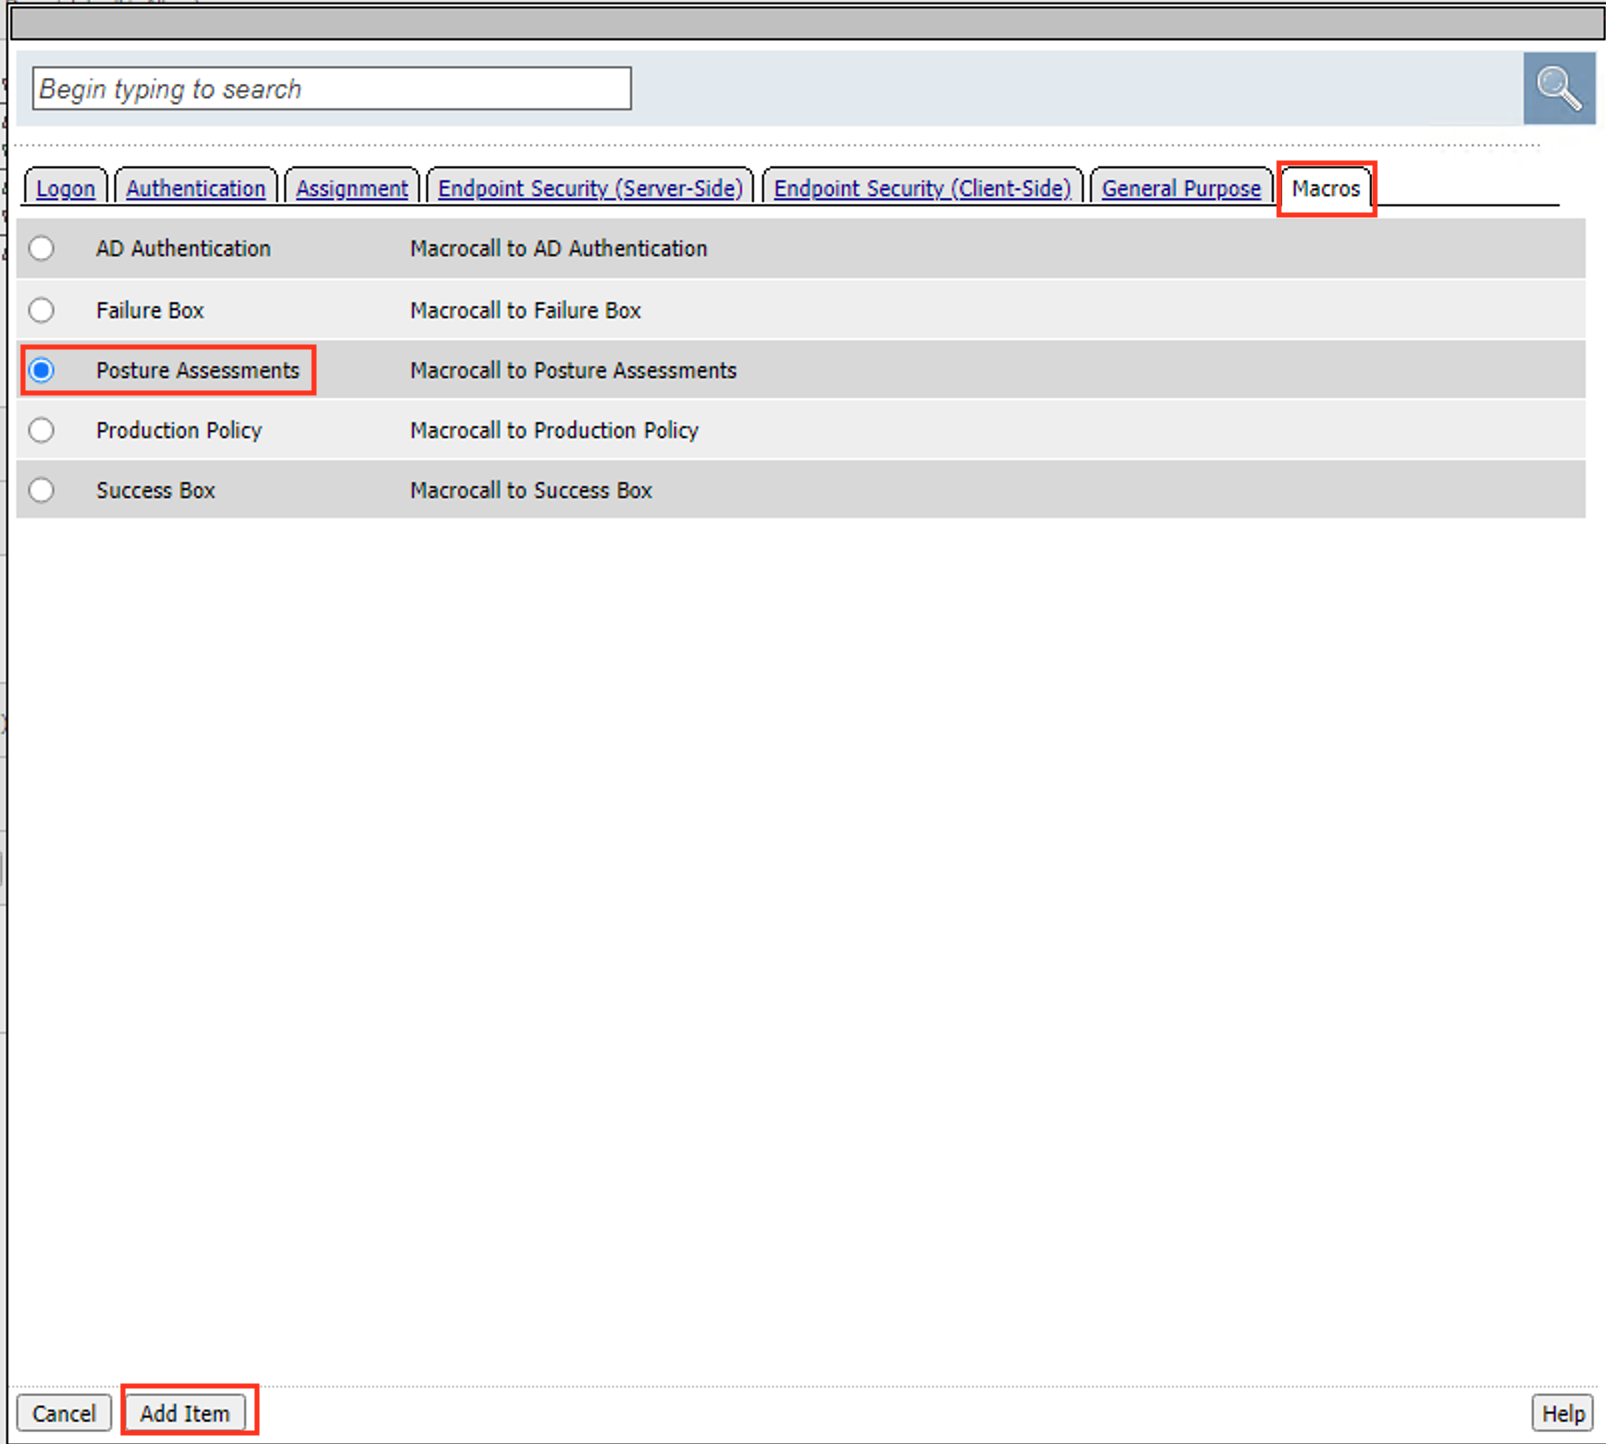 Begin typing to search
Logon Authentication Assignment Endpoint Security (Server-Side) Endpoint Security (Client-Side) General Purpose Macros
AD Authentication Macrocall to AD Authentication
Failure Box Macrocall to Failure Box
Posture Assessments Macrocall to Posture Assessments
Production Policy Macrocall to Production Policy
Success Box Macrocall to Success Box
Cancel Add Item Help